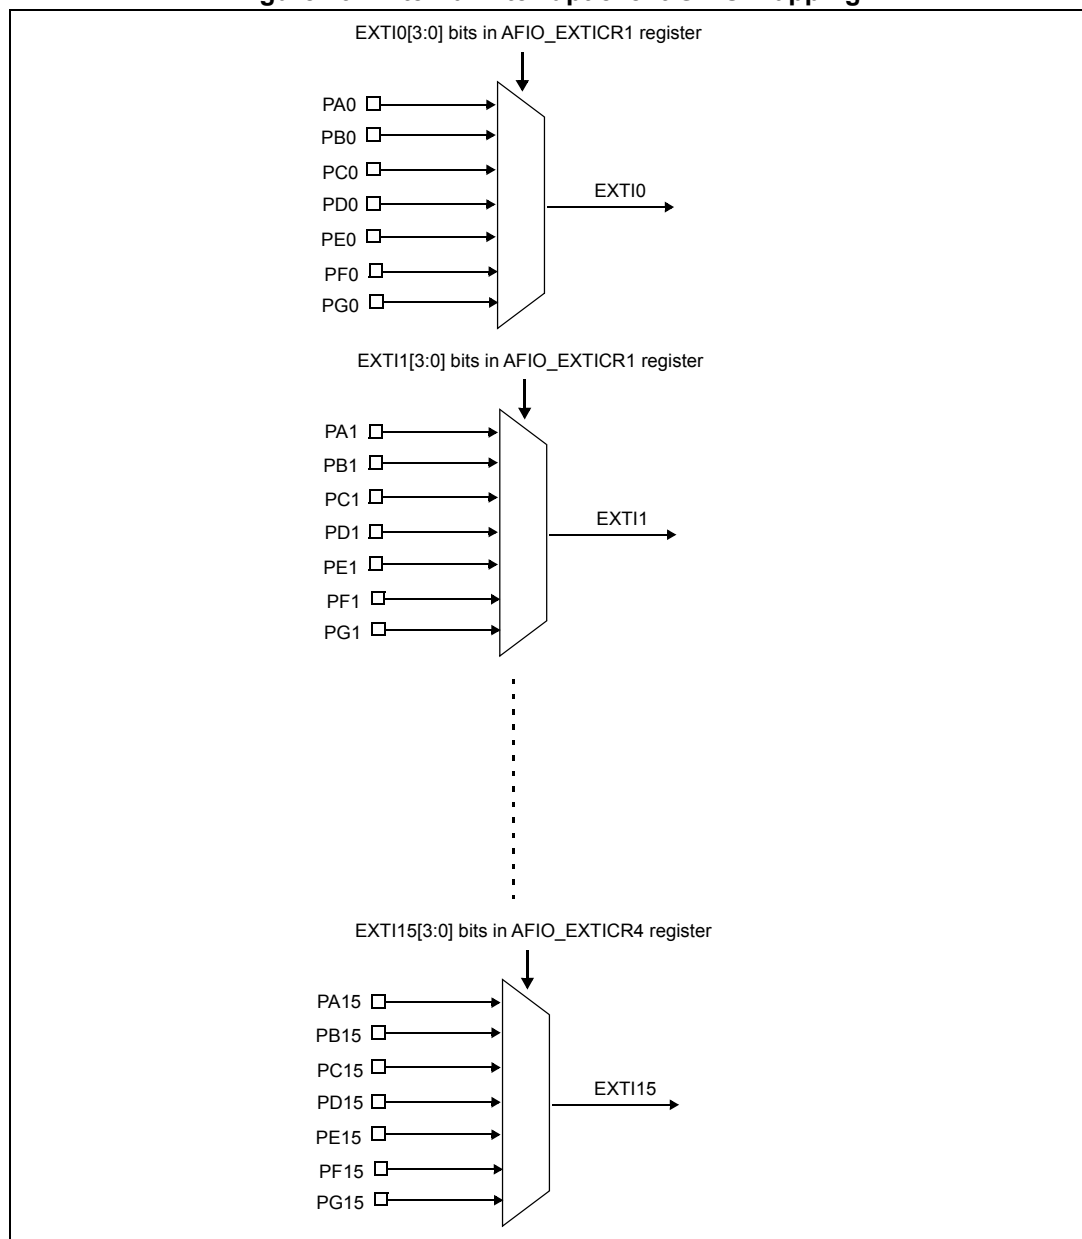 EXTI0[3:0] bits in AFIO_EXTICR1 register
PA0
PB0
PC0
EXTI0
PD0
PE0
PF0
PG0
EXTI1[3:0] bits in AFIO_EXTICR1 register
PA1
PB1
PC1
EXTI1
PD1
PE1
PF1
PG1
EXTI15[3:0] bits in AFIO_EXTICR4 register
PA15
PB15
PC15
EXTI15
PD15
PE15
PF15
PG15